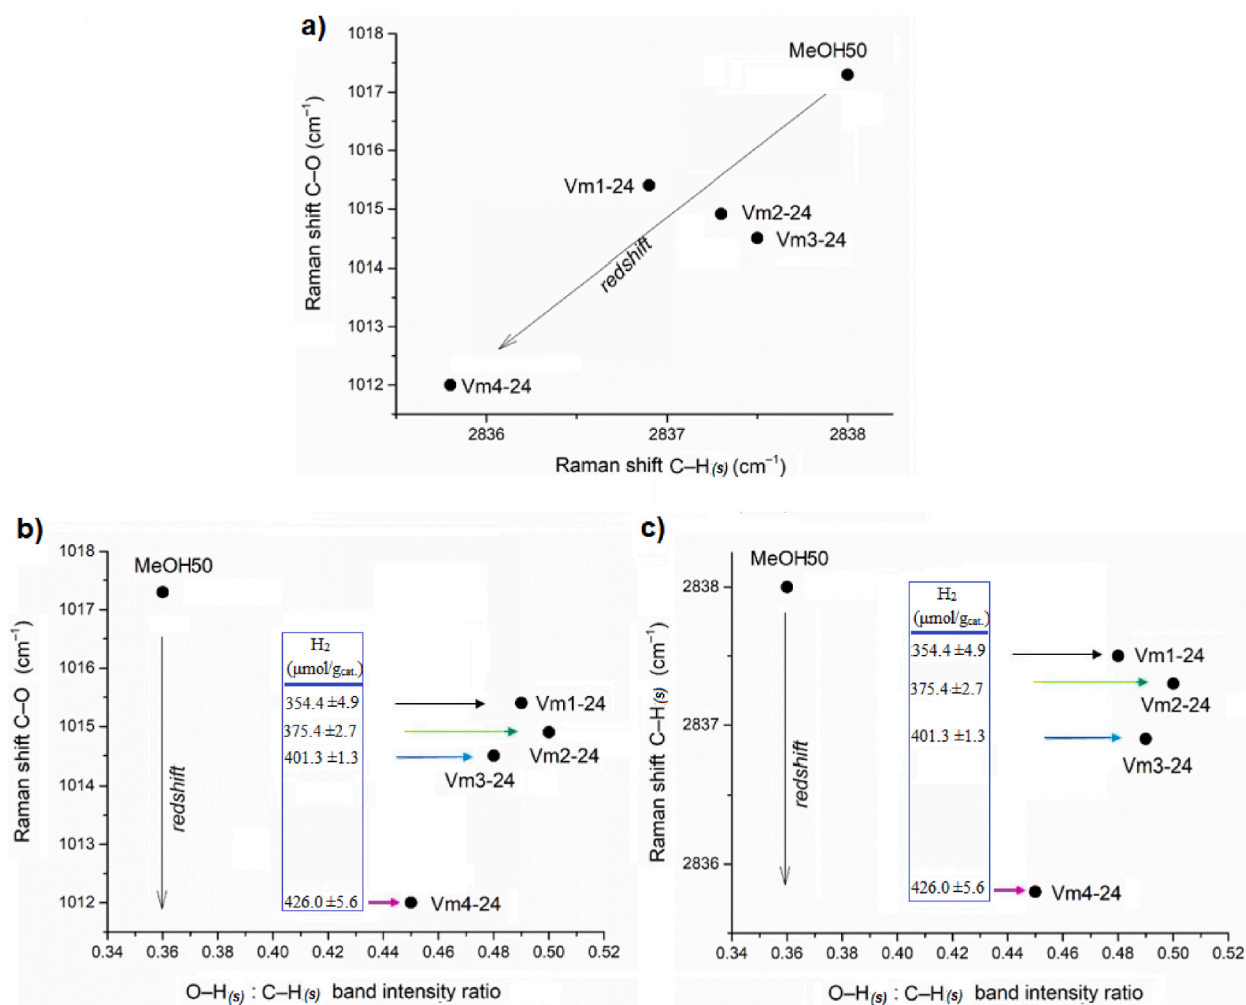 a)
1018
1017
1016
1015
1014
1013
1012
Raman shift C–O (cm⁻¹)
MeOH50
Vm1-24
Vm2-24
Vm3-24
redshift
Vm4-24
2836
2837
2838
Raman shift C–H(s) (cm⁻¹)
b)
1018
1017
1016
1015
1014
1013
1012
Raman shift C–O (cm⁻¹)
MeOH50
redshift
H₂
(μmol/gcat.)
354.4 ±4.9
375.4 ±2.7
401.3 ±1.3
426.0 ±5.6
Vm1-24
Vm2-24
Vm3-24
Vm4-24
0.34 0.36 0.38 0.40 0.42 0.44 0.46 0.48 0.50 0.52
O–H(s) : C–H(s) band intensity ratio
c)
2838
2837
2836
Raman shift C–H(s) (cm⁻¹)
MeOH50
redshift
H₂
(μmol/gcat.)
354.4 ±4.9
375.4 ±2.7
401.3 ±1.3
426.0 ±5.6
Vm1-24
Vm2-24
Vm3-24
Vm4-24
0.34 0.36 0.38 0.40 0.42 0.44 0.46 0.48 0.50 0.52
O–H(s) : C–H(s) band intensity ratio